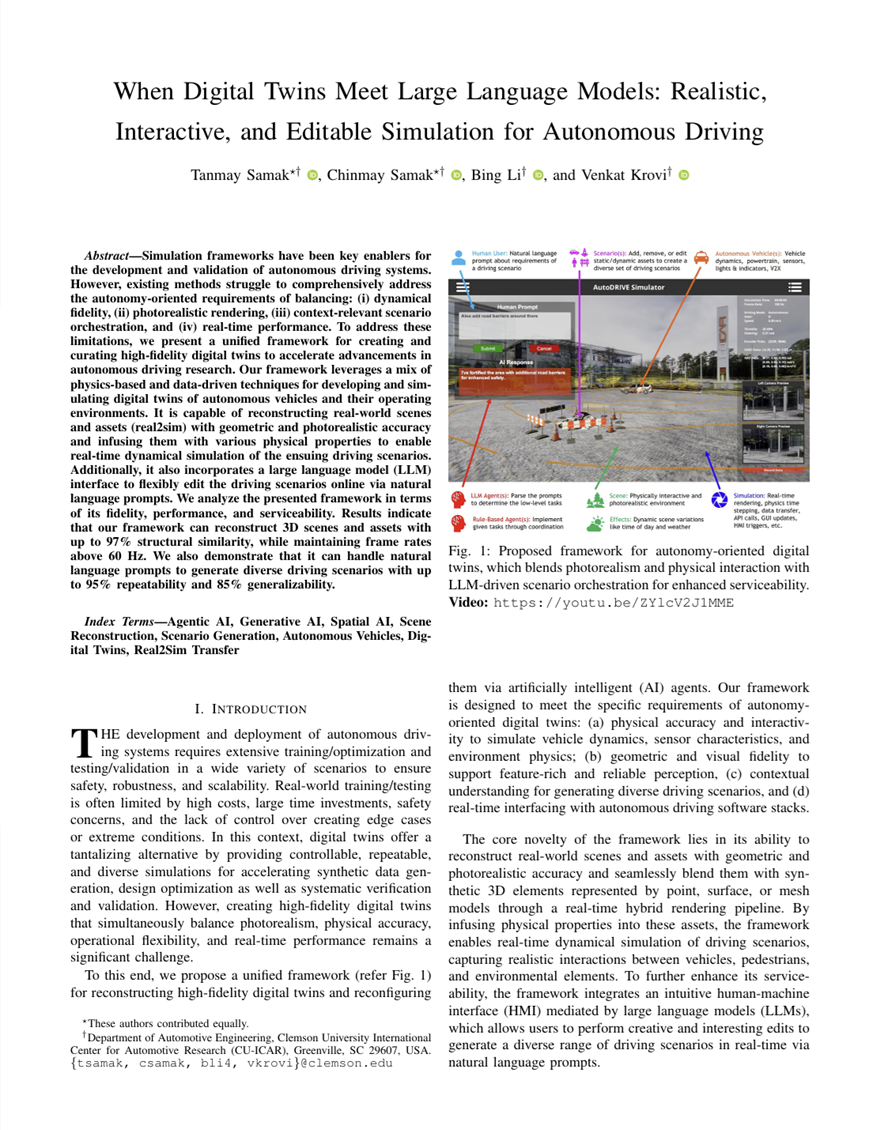 When Digital Twins Meet Large Language Models: Realistic,
Interactive, and Editable Simulation for Autonomous Driving
Tanmay Samak⋆†, Chinmay Samak⋆†, Bing Li†, and Venkat Krovi†
Abstract—Simulation frameworks have been key enablers for
the development and validation of autonomous driving systems.
However, existing methods struggle to comprehensively address
the autonomy-oriented requirements of balancing: (i) dynamical
fidelity, (ii) photorealistic rendering, (iii) context-relevant scenario
orchestration, and (iv) real-time performance. To address these
limitations, we present a unified framework for creating and
curating high-fidelity digital twins to accelerate advancements in
autonomous driving research. Our framework leverages a mix of
physics-based and data-driven techniques for developing and sim-
ulating digital twins of autonomous vehicles and their operating
environments. It is capable of reconstructing real-world scenes
and assets (real2sim) with geometric and photorealistic accuracy
and infusing them with various physical properties to enable
real-time dynamical simulation of the ensuing driving scenarios.
Additionally, it also incorporates a large language model (LLM)
interface to flexibly edit the driving scenarios online via natural
language prompts. We analyze the presented framework in terms
of its fidelity, performance, and serviceability. Results indicate
that our framework can reconstruct 3D scenes and assets with
up to 97% structural similarity, while maintaining frame rates
above 60 Hz. We also demonstrate that it can handle natural
language prompts to generate diverse driving scenarios with up
to 95% repeatability and 85% generalizability.
Index Terms—Agentic AI, Generative AI, Spatial AI, Scene
Reconstruction, Scenario Generation, Autonomous Vehicles, Dig-
ital Twins, Real2Sim Transfer
I. INTRODUCTION
THE development and deployment of autonomous driv-
ing systems requires extensive training/optimization and
testing/validation in a wide variety of scenarios to ensure
safety, robustness, and scalability. Real-world training/testing
is often limited by high costs, large time investments, safety
concerns, and the lack of control over creating edge cases
or extreme conditions. In this context, digital twins offer a
tantalizing alternative by providing controllable, repeatable,
and diverse simulations for accelerating synthetic data gen-
eration, design optimization as well as systematic verification
and validation. However, creating high-fidelity digital twins
that simultaneously balance photorealism, physical accuracy,
operational flexibility, and real-time performance remains a
significant challenge.
To this end, we propose a unified framework (refer Fig. 1)
for reconstructing high-fidelity digital twins and reconfiguring
⋆These authors contributed equally.
†Department of Automotive Engineering, Clemson University International
Center for Automotive Research (CU-ICAR), Greenville, SC 29607, USA.
{tsamak, csamak, bli4, vkrovi}@clemson.edu
Human User: Natural language
prompt about requirements of
a driving scenario
Scenario(s): Add, remove, or edit
static/dynamic assets to create a
diverse set of driving scenarios
Autonomous Vehicle(s): Vehicle
dynamics, powertrain, sensors,
lights & indicators, V2X
AutoDRIVE Simulator
Human Prompt
Also add road barriers around them
Submit
Cancel
AI Response
I've fortified the area with additional road barriers
for enhanced safety.
ICAR
Left Camera Preview
Right Camera Preview
LLM Agent(s): Parse the prompts
to determine the low-level tasks
Rule-Based Agent(s): Implement
given tasks through coordination
Scene: Physically interactive and
photorealistic environment
Effects: Dynamic scene variations
like time of day and weather
Simulation: Real-time
rendering, physics time
stepping, data transfer,
API calls, GUI updates,
HMI triggers, etc.
Fig. 1: Proposed framework for autonomy-oriented digital
twins, which blends photorealism and physical interaction with
LLM-driven scenario orchestration for enhanced serviceability.
Video: https://youtu.be/ZYlcV2J1MME
them via artificially intelligent (AI) agents. Our framework
is designed to meet the specific requirements of autonomy-
oriented digital twins: (a) physical accuracy and interactiv-
ity to simulate vehicle dynamics, sensor characteristics, and
environment physics; (b) geometric and visual fidelity to
support feature-rich and reliable perception, (c) contextual
understanding for generating diverse driving scenarios, and (d)
real-time interfacing with autonomous driving software stacks.
The core novelty of the framework lies in its ability to
reconstruct real-world scenes and assets with geometric and
photorealistic accuracy and seamlessly blend them with syn-
thetic 3D elements represented by point, surface, or mesh
models through a real-time hybrid rendering pipeline. By
infusing physical properties into these assets, the framework
enables real-time dynamical simulation of driving scenarios,
capturing realistic interactions between vehicles, pedestrians,
and environmental elements. To further enhance its service-
ability, the framework integrates an intuitive human-machine
interface (HMI) mediated by large language models (LLMs),
which allows users to perform creative and interesting edits to
generate a diverse range of driving scenarios in real-time via
natural language prompts.